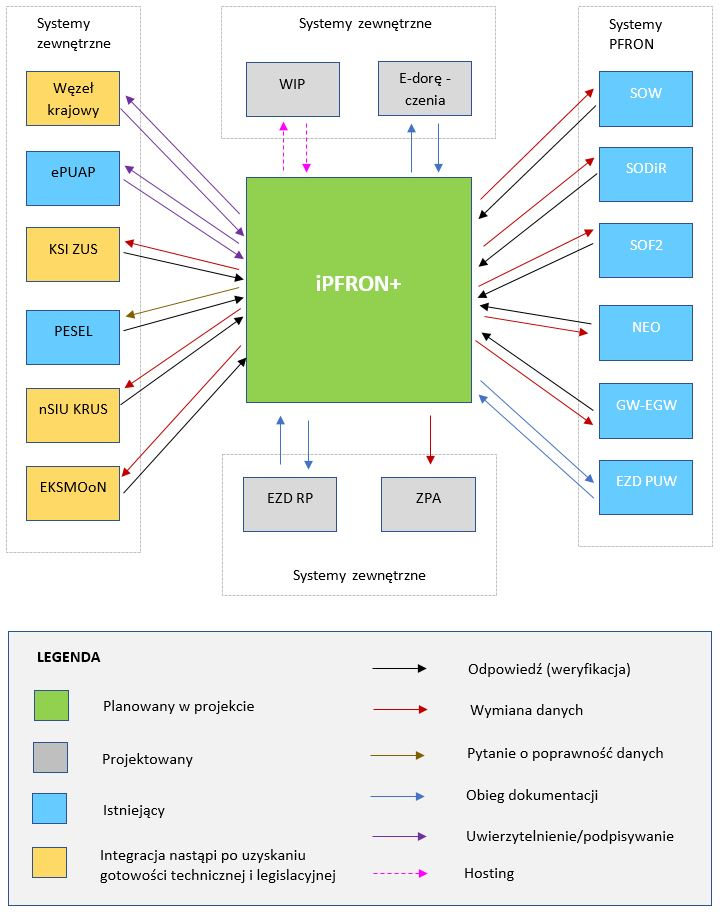 Systemy
zewnętrzne
Węzeł
krajowy
ePUAP
KSI ZUS
PESEL
nSIU KRUS
EKSMOoN
Systemy zewnętrzne
WIP
E-dorę -
czenia
iPFRON+
EZD RP
ZPA
Systemy zewnętrzne
Systemy
PFRON
SOW
SODiR
SOF2
NEO
GW-EGW
EZD PUW
LEGENDA
Planowany w projekcie
Projektowany
Istniejący
Integracja nastąpi po uzyskaniu
gotowości technicznej i legislacyjnej
Odpowiedź (weryfikacja)
Wymiana danych
Pytanie o poprawność danych
Obieg dokumentacji
Uwierzytelnienie/podpisywanie
Hosting